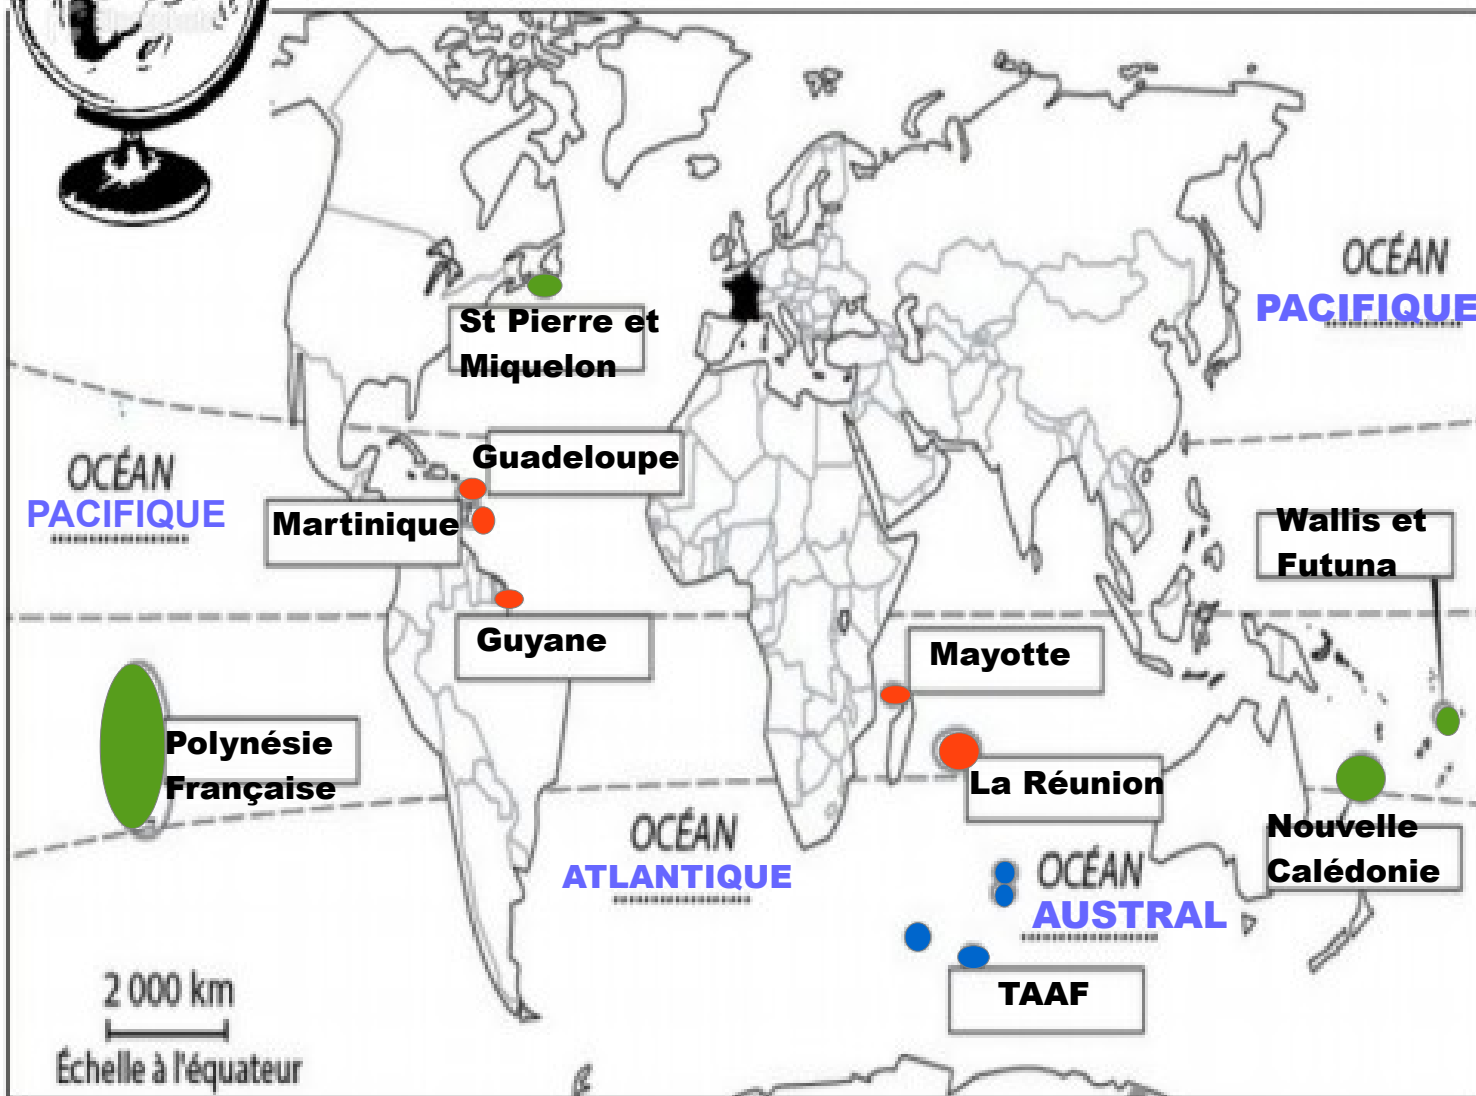 OCÉAN
PACIFIQUE
St Pierre et
Miquelon
Guadeloupe
OCÉAN
PACIFIQUE
Martinique
Wallis et
Futuna
Guyane
Mayotte
Polynésie
Française
La Réunion
OCÉAN
ATLANTIQUE
Nouvelle
Calédonie
OCÉAN
AUSTRAL
TAAF
2 000 km
Échelle à l'équateur